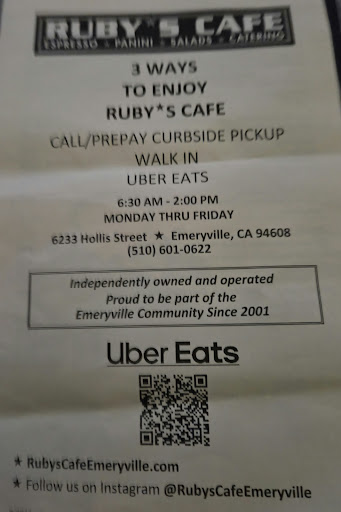 RUBY*S CAFE
ESPRESSO - PANINI - SALADS - CATERING
3 WAYS
TO ENJOY
RUBY*S CAFE
CALL/PREPAY CURBSIDE PICKUP
WALK IN
UBER EATS
6:30 AM - 2:00 PM
MONDAY THRU FRIDAY
6233 Hollis Street ★ Emeryville, CA 94608
(510) 601-0622
Independently owned and operated
Proud to be part of the
Emeryville Community Since 2001
Uber Eats
★ RubysCafeEmeryville.com
★ Follow us on Instagram @RubysCafeEmeryville